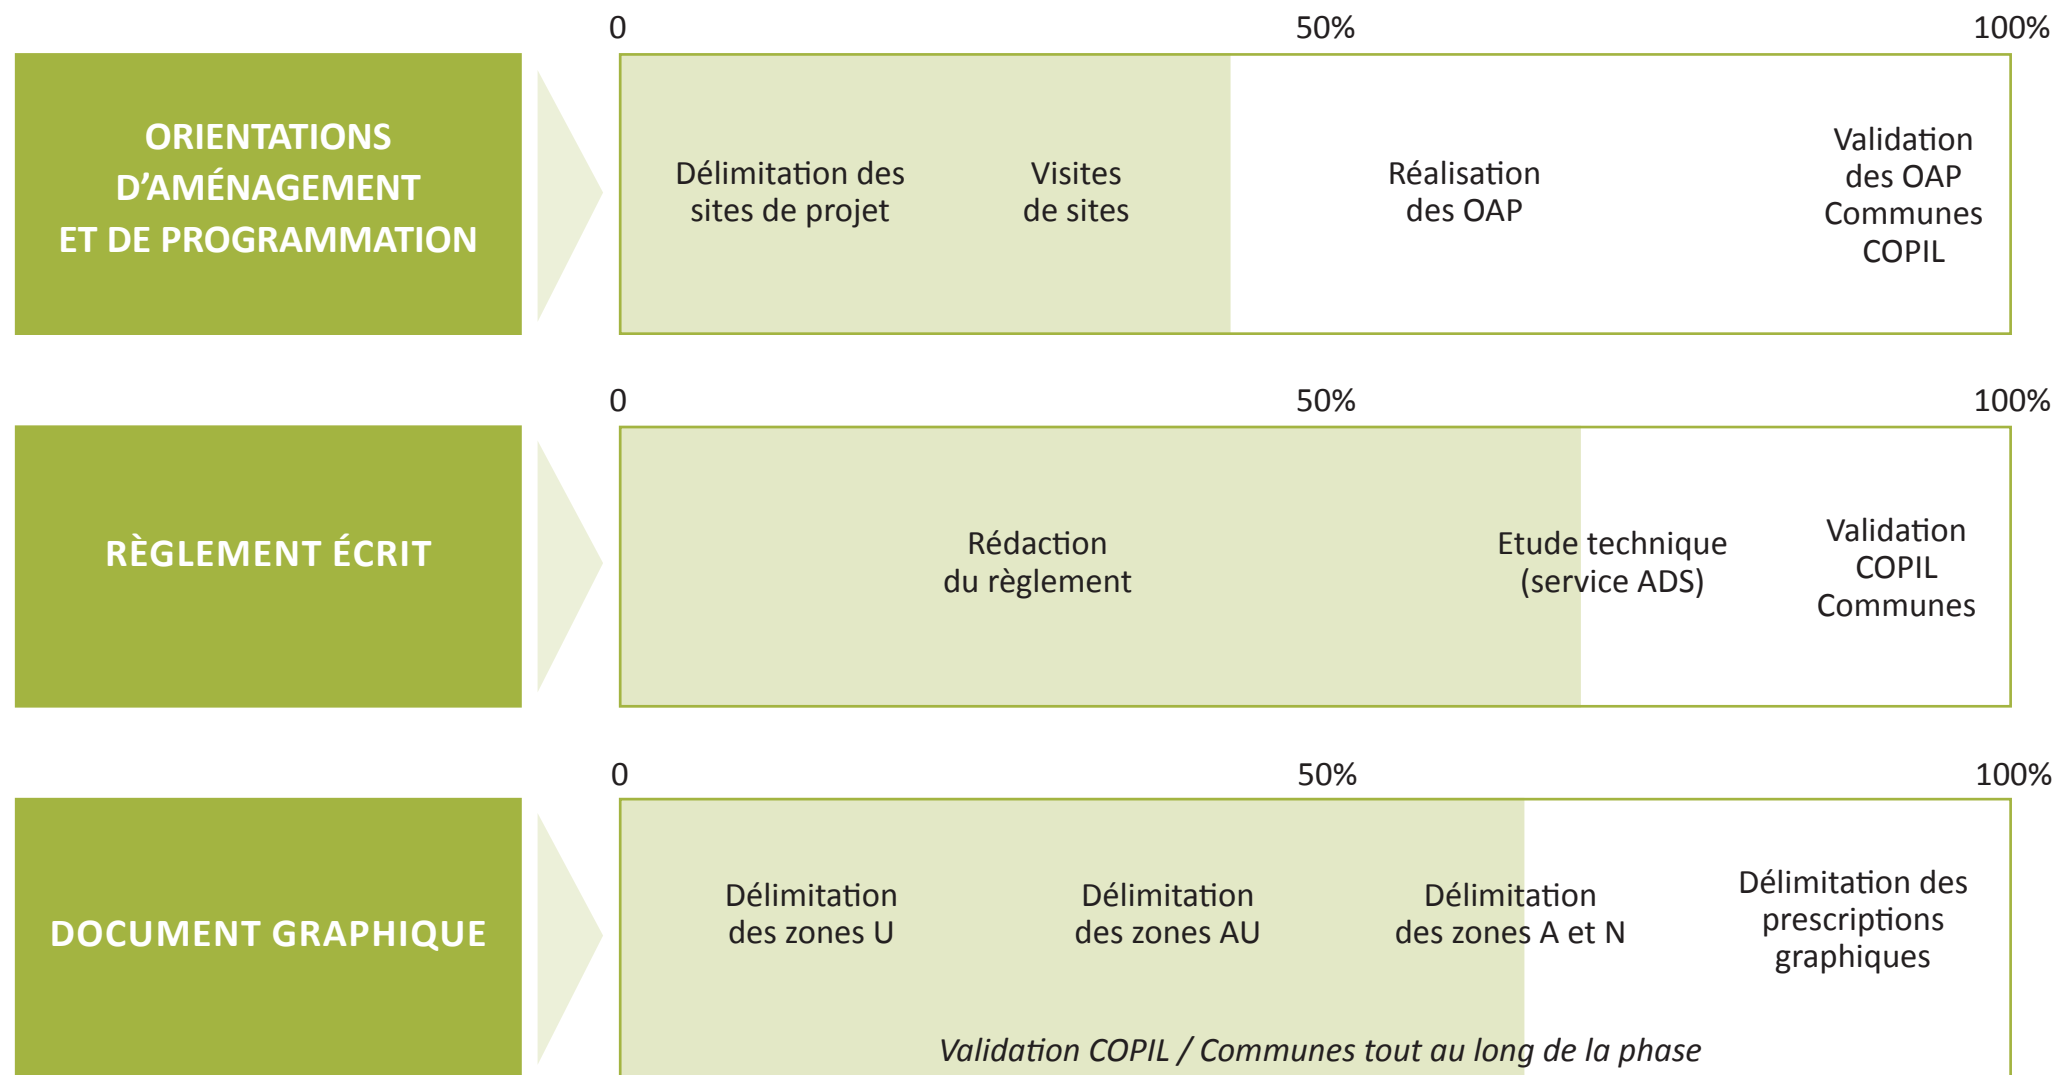 0 50% 100%
ORIENTATIONS
D’AMÉNAGEMENT
ET DE PROGRAMMATION
Délimitation des
sites de projet
Visites
de sites
Réalisation
des OAP
Validation
des OAP
Communes
COPIL
0 50% 100%
RÈGLEMENT ÉCRIT
Rédaction
du règlement
Etude technique
(service ADS)
Validation
COPIL
Communes
0 50% 100%
DOCUMENT GRAPHIQUE
Délimitation
des zones U
Délimitation
des zones AU
Délimitation
des zones A et N
Délimitation des
prescriptions
graphiques
Validation COPIL / Communes tout au long de la phase